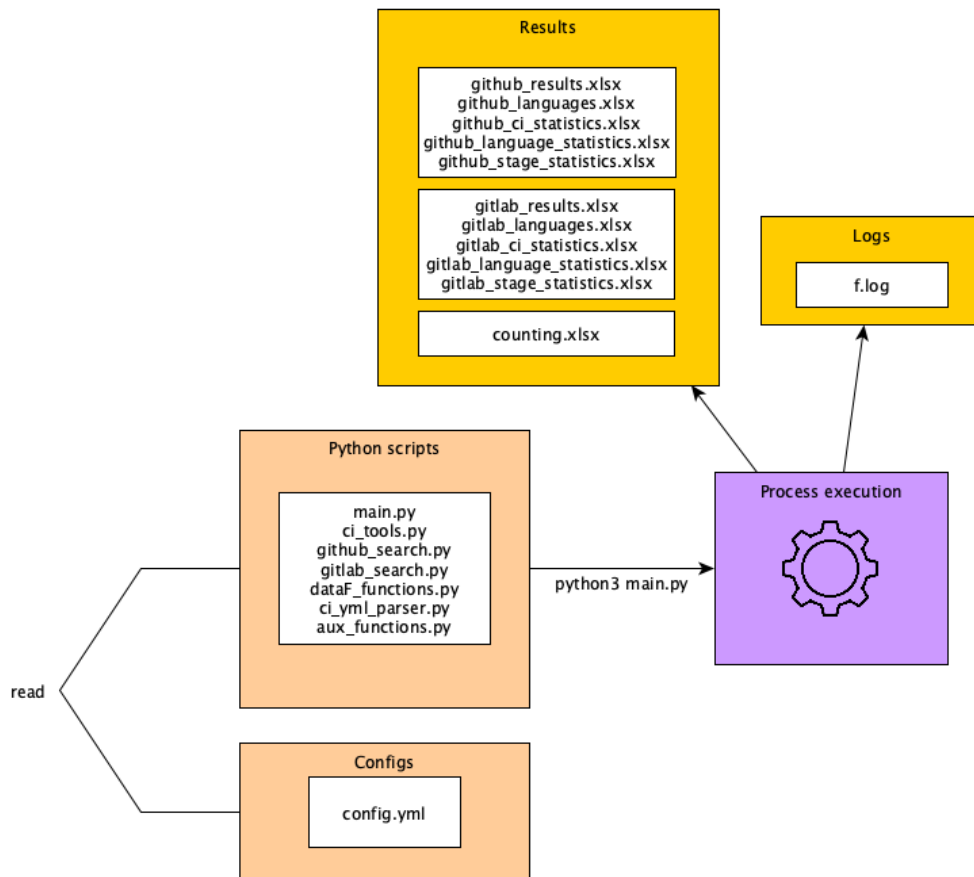 Results
github_results.xlsx
github_languages.xlsx
github_ci_statistics.xlsx
github_language_statistics.xlsx
github_stage_statistics.xlsx
gitlab_results.xlsx
gitlab_languages.xlsx
gitlab_ci_statistics.xlsx
gitlab_language_statistics.xlsx
gitlab_stage_statistics.xlsx
counting.xlsx
Logs
f.log
Python scripts
main.py
ci_tools.py
github_search.py
gitlab_search.py
dataF_functions.py
ci_yml_parser.py
aux_functions.py
python3 main.py
Process execution
read
Configs
config.yml